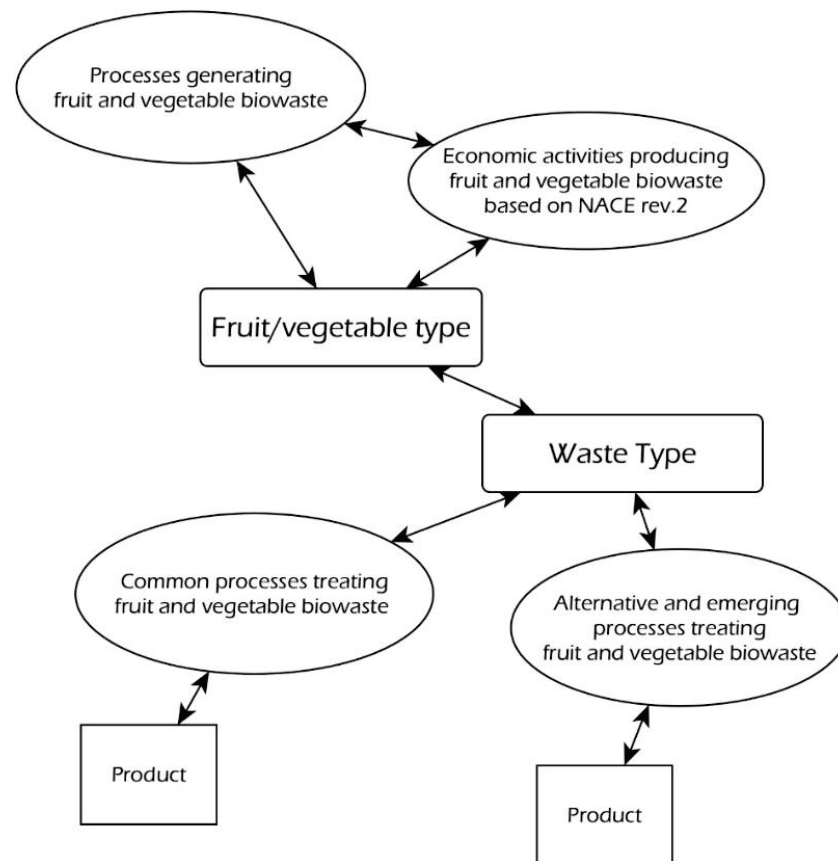 Processes generating
fruit and vegetable biowaste
Economic activities producing
fruit and vegetable biowaste
based on NACE rev.2
Fruit/vegetable type
Waste Type
Common processes treating
fruit and vegetable biowaste
Alternative and emerging
processes treating
fruit and vegetable biowaste
Product
Product